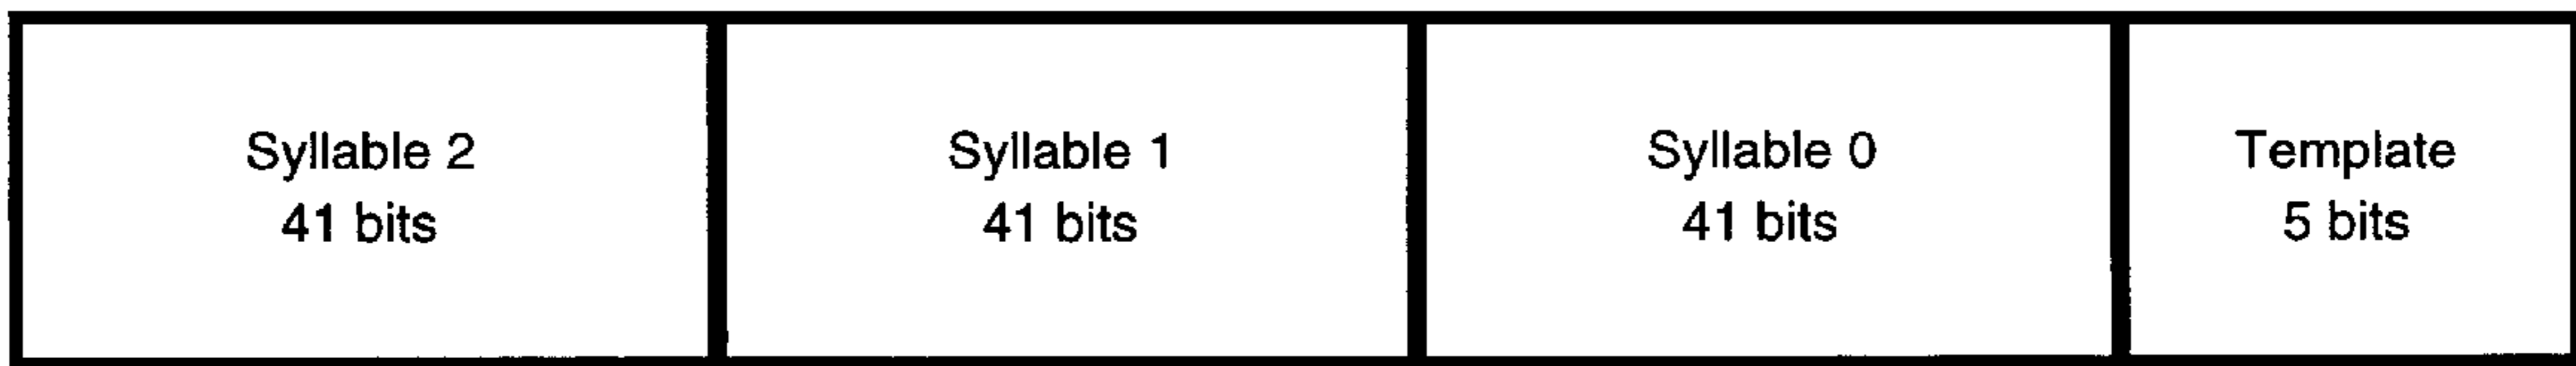 Syllable 2
41 bits
Syllable 1
41 bits
Syllable 0
41 bits
Template
5 bits